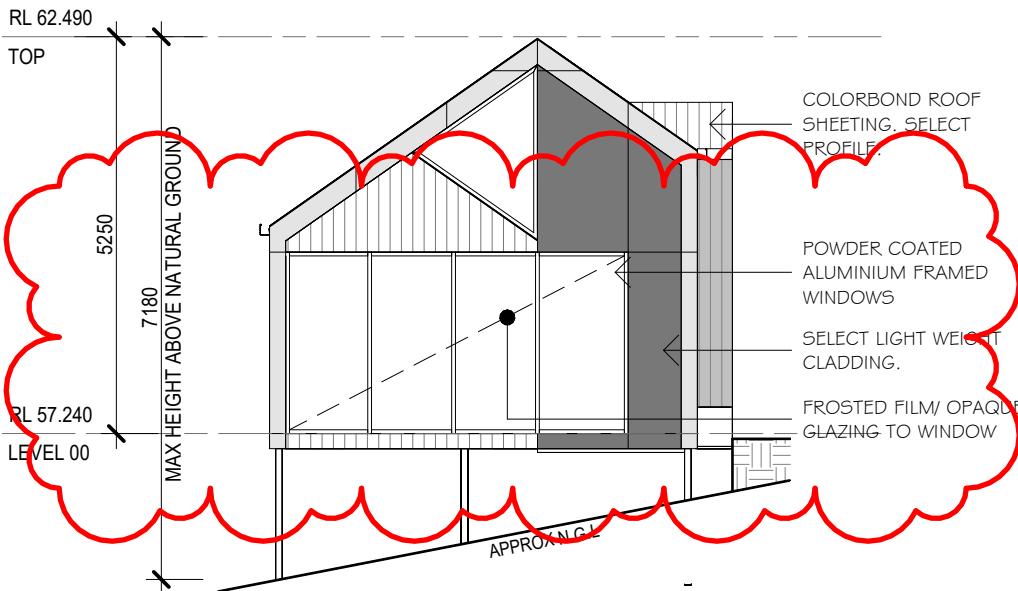 RL 62.490
TOP
COLORBOND ROOF
SHEETING. SELECT
PROFILE.
5250
7180
MAX HEIGHT ABOVE NATURAL GROUND
POWDER COATED
ALUMINIUM FRAMED
WINDOWS
SELECT LIGHT WEIGHT
CLADDING.
FROSTED FILM/ OPAQUE
GLAZING TO WINDOW
RL 57.240
LEVEL 00
APPROX N.G.L